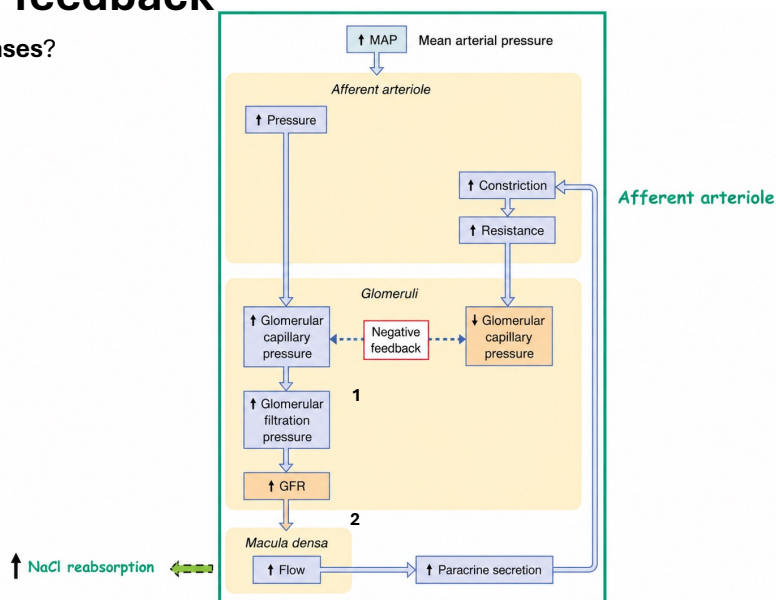 feedback
ses?
↑ MAP
Mean arterial pressure
Afferent arteriole
↑ Pressure
↑ Constriction
Afferent arteriole
↑ Resistance
Glomeruli
↑ Glomerular
capillary
pressure
Negative
feedback
↓ Glomerular
capillary
pressure
1
↑ Glomerular
filtration
pressure
↑ GFR
2
Macula densa
↑ NaCl reabsorption
↑ Flow
↑ Paracrine secretion